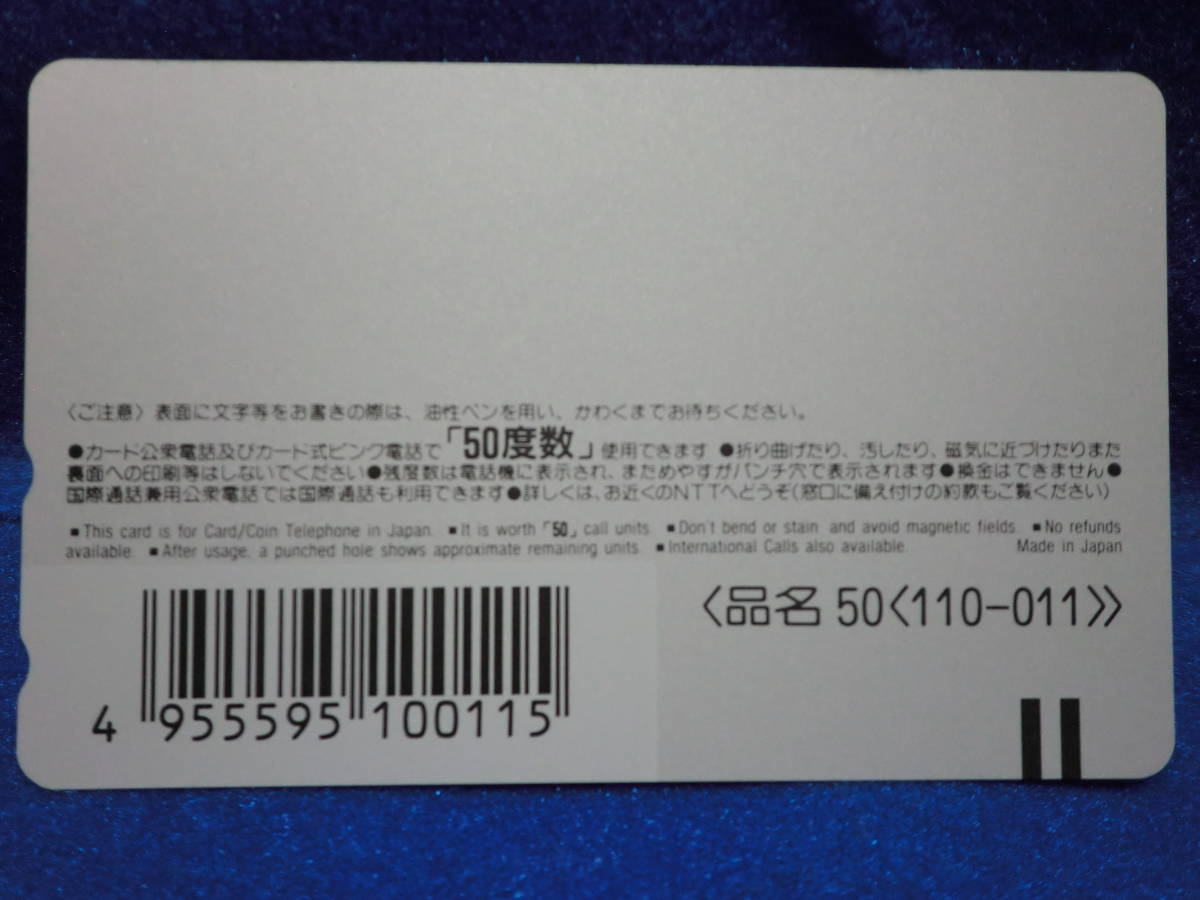 〈ご注意〉表面に文字等をお書きの際は、油性ペンを用い、かわくまでお待ちください。
●カード公衆電話及びカード式ピンク電話で「50度数」使用できます ●折り曲げたり、汚したり、磁気に近づけたりまた
裏面への印刷等はしないでください●残度数は電話機に表示され、まためやすがパンチ穴で表示されます●換金はできません●
国際通話兼用公衆電話では国際通話も利用できます●詳しくは、お近くのNTTへどうぞ(窓口に備え付けの約款もご覧ください)
■This card is for Card/Coin Telephone in Japan. ■It is worth「50」call units. ■Don't bend or stain and avoid magnetic fields. ■No refunds
available. ■After usage, a punched hole shows approximate remaining units. ■International Calls also available. Made in Japan
〈品名 50〈110-011〉〉
4 955595 100115